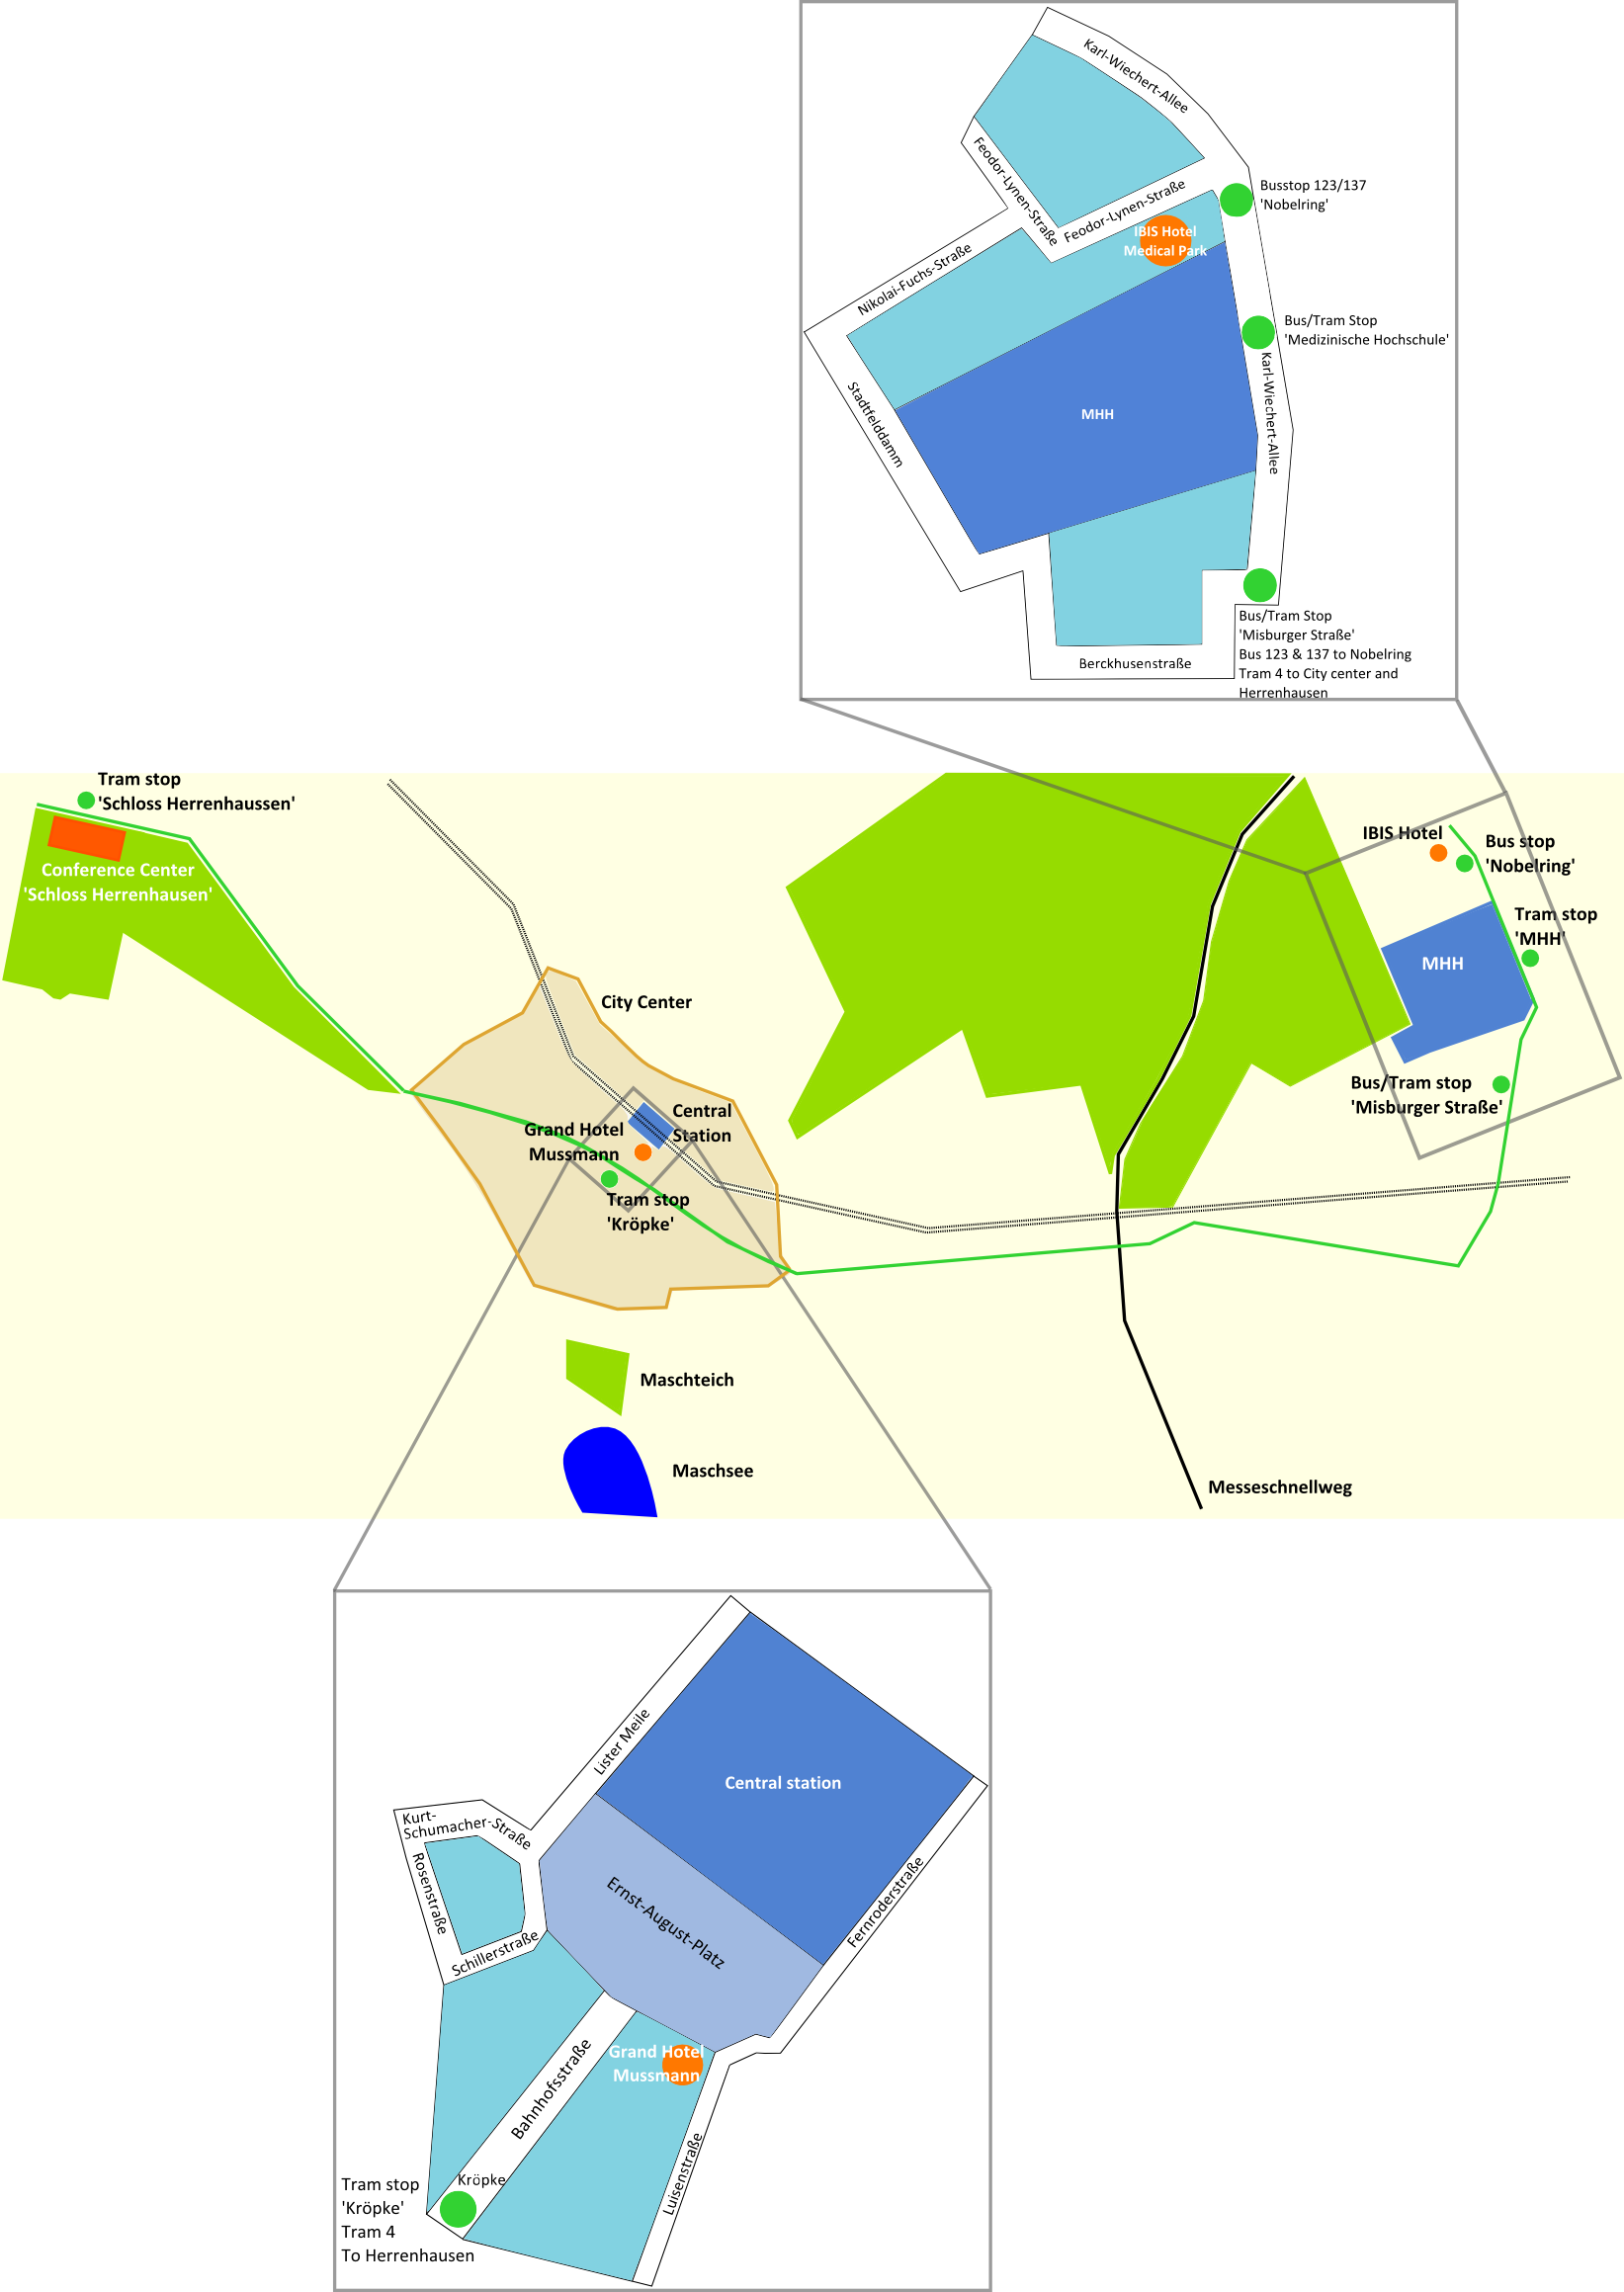 Karl-Wiechert-Allee
Feodor-Lynen-Straße
Feodor-Lynen-Straße
Busstop 123/137
'Nobelring'
IBIS Hotel
Medical Park
Nikolai-Fuchs-Straße
Bus/Tram Stop
'Medizinische Hochschule'
Karl-Wiechert-Allee
Stadtfelddamm
MHH
Bus/Tram Stop
'Misburger Straße'
Bus 123 & 137 to Nobelring
Tram 4 to City center and
Herrenhausen
Berckhusenstraße
Tram stop
'Schloss Herrenhaussen'
Conference Center
'Schloss Herrenhausen'
IBIS Hotel
Bus stop
'Nobelring'
Tram stop
'MHH'
MHH
Bus/Tram stop
'Misburger Straße'
City Center
Central
Station
Grand Hotel
Mussmann
Tram stop
'Kröpke'
Maschteich
Maschsee
Messeschnellweg
Lister Meile
Central station
Kurt-
Schumacher-Straße
Rosenstraße
Schillerstraße
Ernst-August-Platz
Fernroderstraße
Grand Hotel
Mussmann
Bahnhofsstraße
Luisenstraße
Kröpke
Tram stop
'Kröpke'
Tram 4
To Herrenhausen